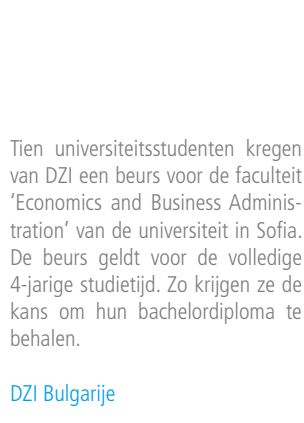 Tien universiteitsstudenten kregen
van DZI een beurs voor de faculteit
‘Economics and Business Adminis-
tration’ van de universiteit in Sofia.
De beurs geldt voor de volledige
4-jarige studietijd. Zo krijgen ze de
kans om hun bachelordiploma te
behalen.
DZI Bulgarije